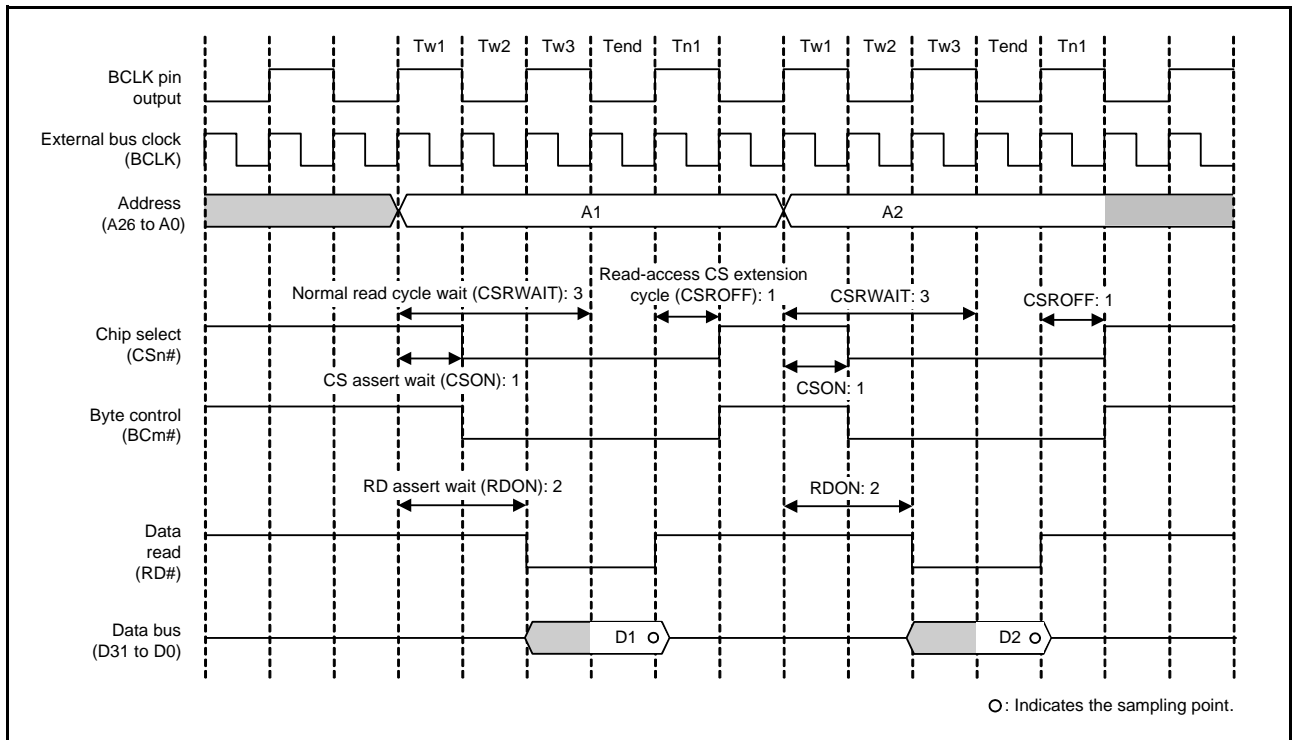 Tw1 Tw2 Tw3 Tend Tn1 Tw1 Tw2 Tw3 Tend Tn1
BCLK pin
output
External bus clock
(BCLK)
Address
(A26 to A0)
A1 A2
Normal read cycle wait (CSRWAIT): 3
Read-access CS extension
cycle (CSROFF): 1
CSRWAIT: 3
CSROFF: 1
Chip select
(CSn#)
CS assert wait (CSON): 1
CSON: 1
Byte control
(BCm#)
RD assert wait (RDON): 2
RDON: 2
Data
read
(RD#)
Data bus
(D31 to D0)
D1 D2
: Indicates the sampling point.